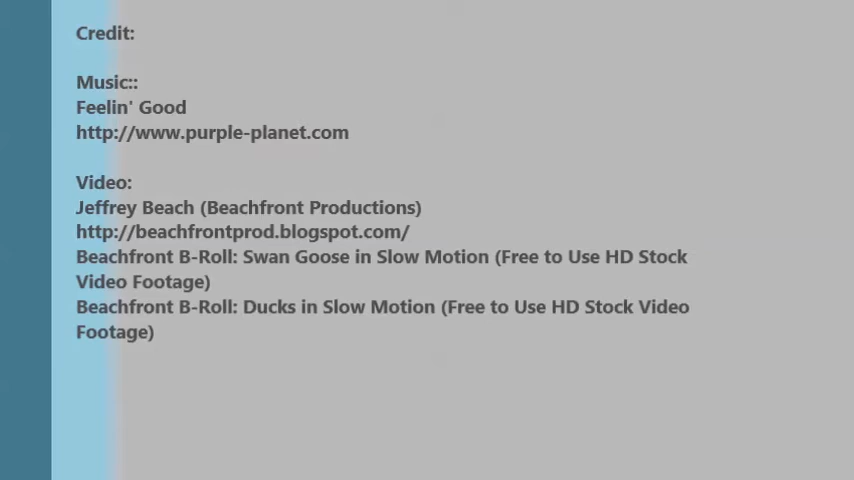 Credit:
Music::
Feelin' Good
http://www.purple-planet.com
Video:
Jeffrey Beach (Beachfront Productions)
http://beachfrontprod.blogspot.com/
Beachfront B-Roll: Swan Goose in Slow Motion (Free to Use HD Stock
Video Footage)
Beachfront B-Roll: Ducks in Slow Motion (Free to Use HD Stock Video
Footage)